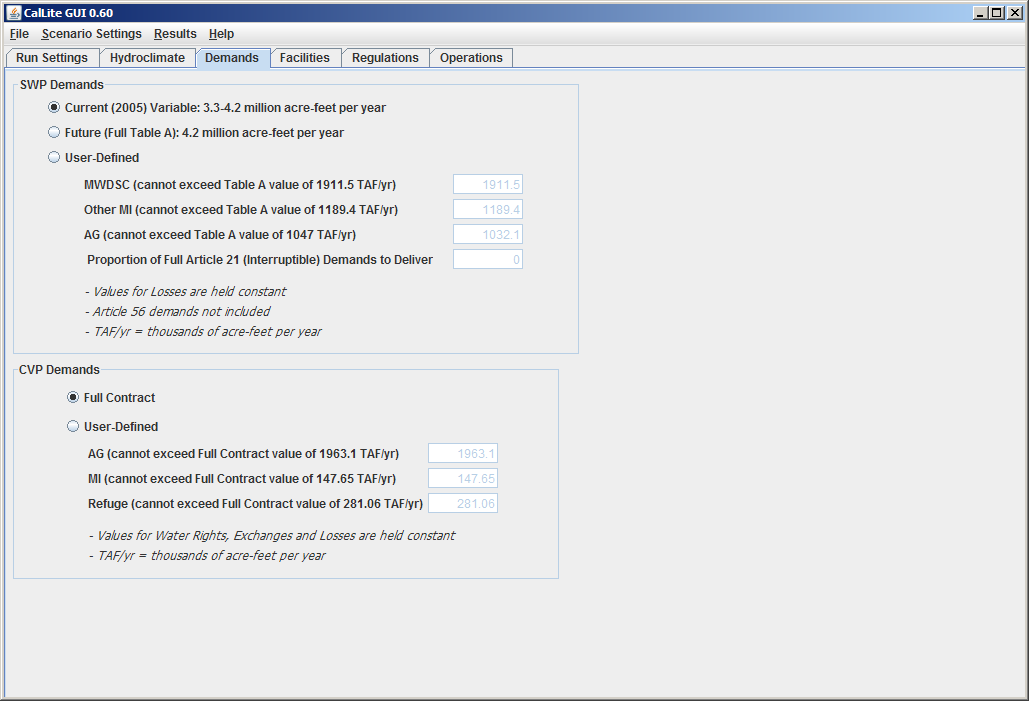 CalLite GUI 0.60
File Scenario Settings Results Help
Run Settings Hydroclimate Demands Facilities Regulations Operations
SWP Demands
Current (2005) Variable: 3.3-4.2 million acre-feet per year
Future (Full Table A): 4.2 million acre-feet per year
User-Defined
MWDSC (cannot exceed Table A value of 1911.5 TAF/yr) 1911.5
Other MI (cannot exceed Table A value of 1189.4 TAF/yr) 1189.4
AG (cannot exceed Table A value of 1047 TAF/yr) 1032.1
Proportion of Full Article 21 (Interruptible) Demands to Deliver 0
- Values for Losses are held constant
- Article 56 demands not included
- TAF/yr = thousands of acre-feet per year
CVP Demands
Full Contract
User-Defined
AG (cannot exceed Full Contract value of 1963.1 TAF/yr) 1963.1
MI (cannot exceed Full Contract value of 147.65 TAF/yr) 147.65
Refuge (cannot exceed Full Contract value of 281.06 TAF/yr) 281.06
- Values for Water Rights, Exchanges and Losses are held constant
- TAF/yr = thousands of acre-feet per year